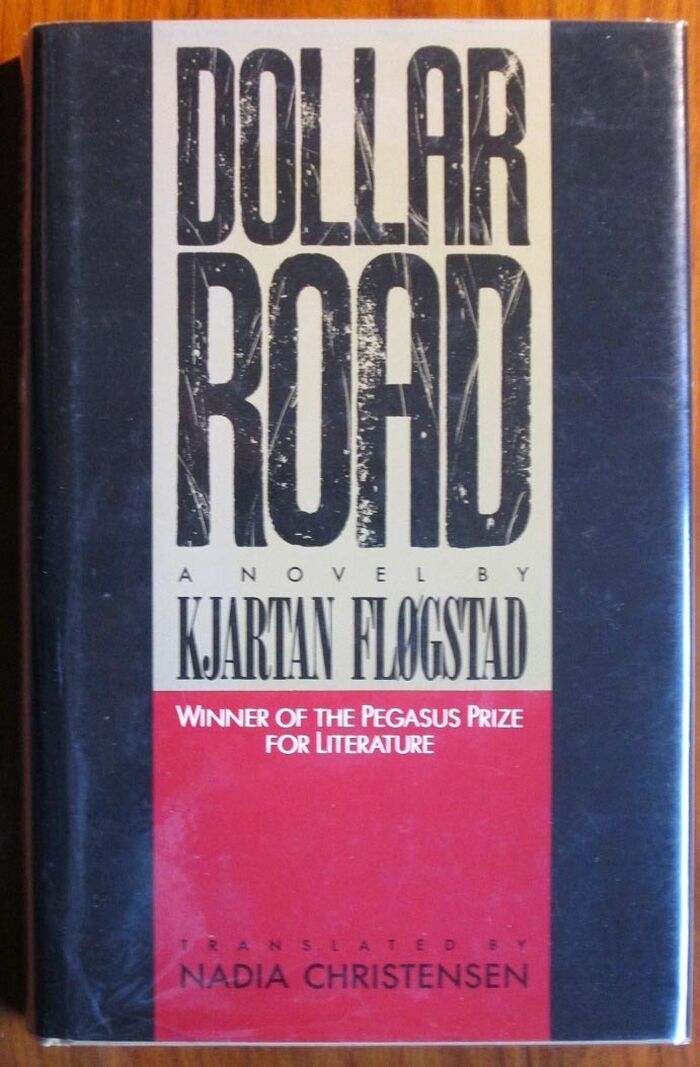 DOLLAR
ROAD
A NOVEL BY
KJARTAN FLØGSTAD
WINNER OF THE PEGASUS PRIZE
FOR LITERATURE
TRANSLATED BY
NADIA CHRISTENSEN